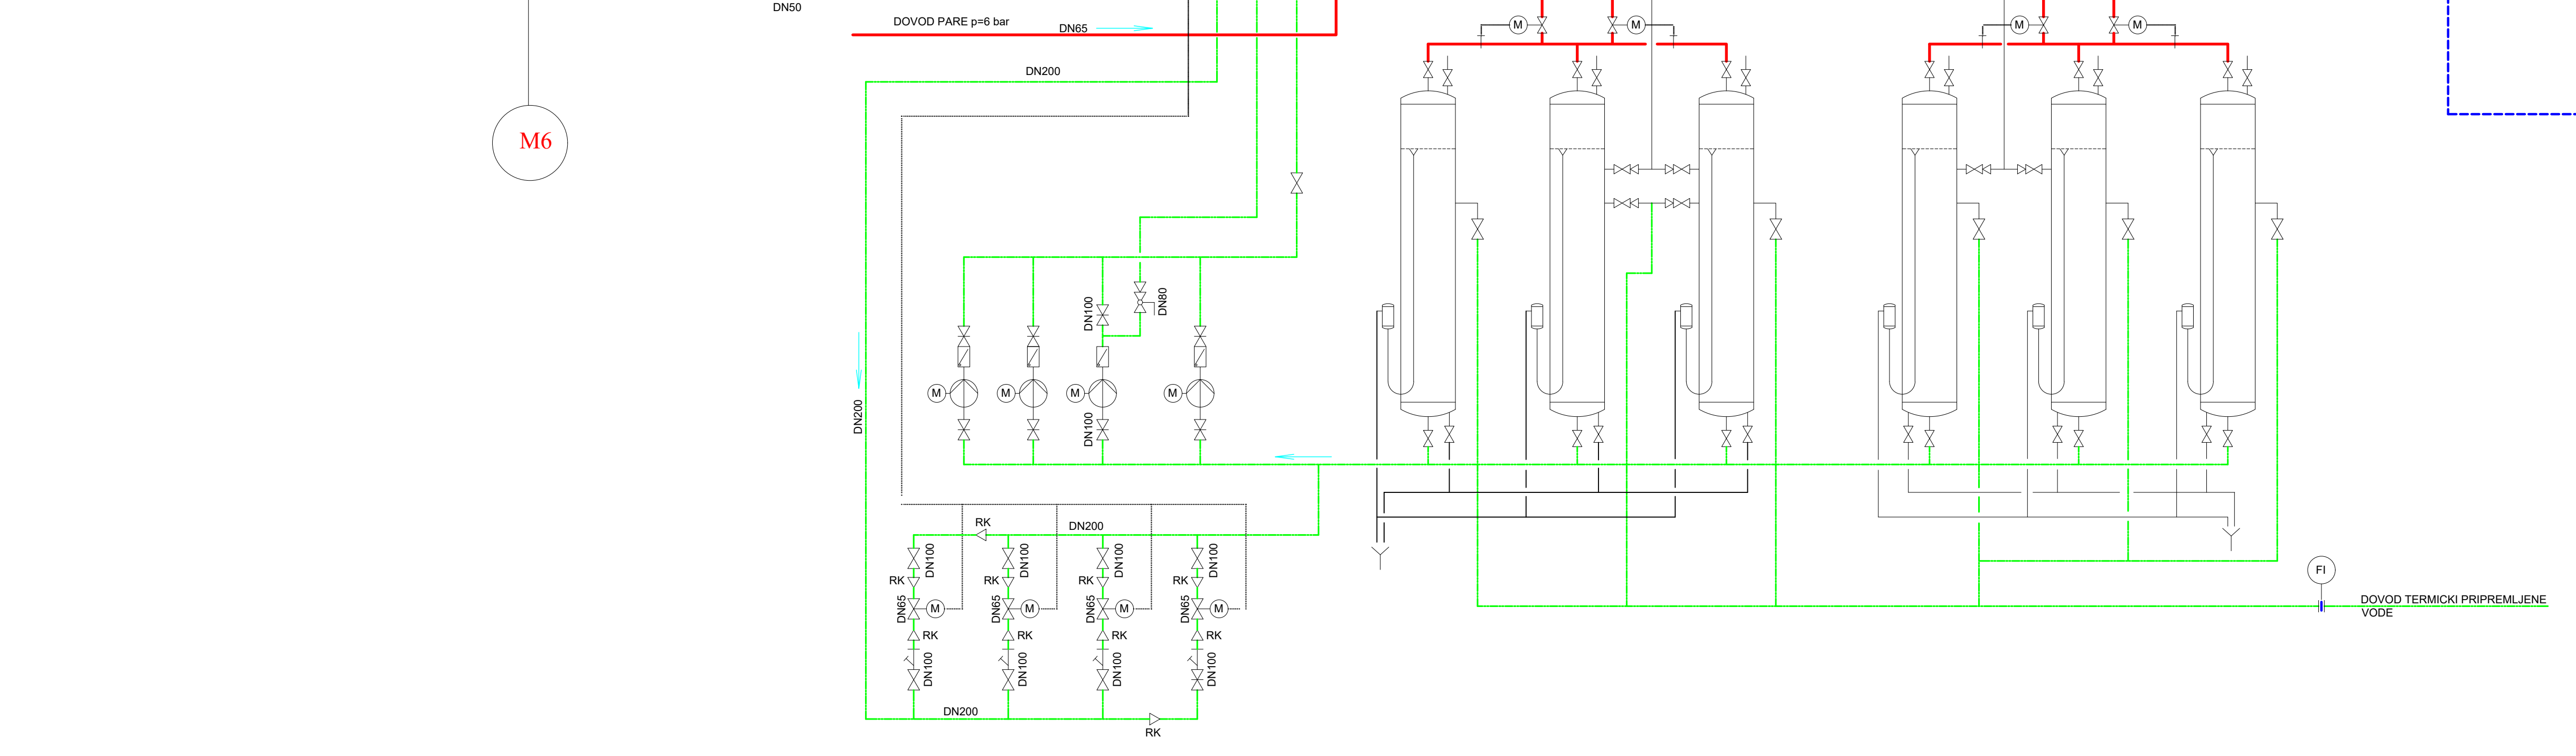 DN50
DOVOD PARE p=6 bar
DN65
M
M
M
M
DN200
M6
DN100
DN80
M
M
M
M
DN200
DN100
RK
DN200
DN100
DN100
DN100
DN100
RK
RK
RK
RK
FI
DN65
M
DN65
M
DN65
M
DN65
M
DOVOD TERMICKI PRIPREMLJENE
VODE
RK
RK
RK
RK
DN100
DN100
DN100
DN100
DN200
RK